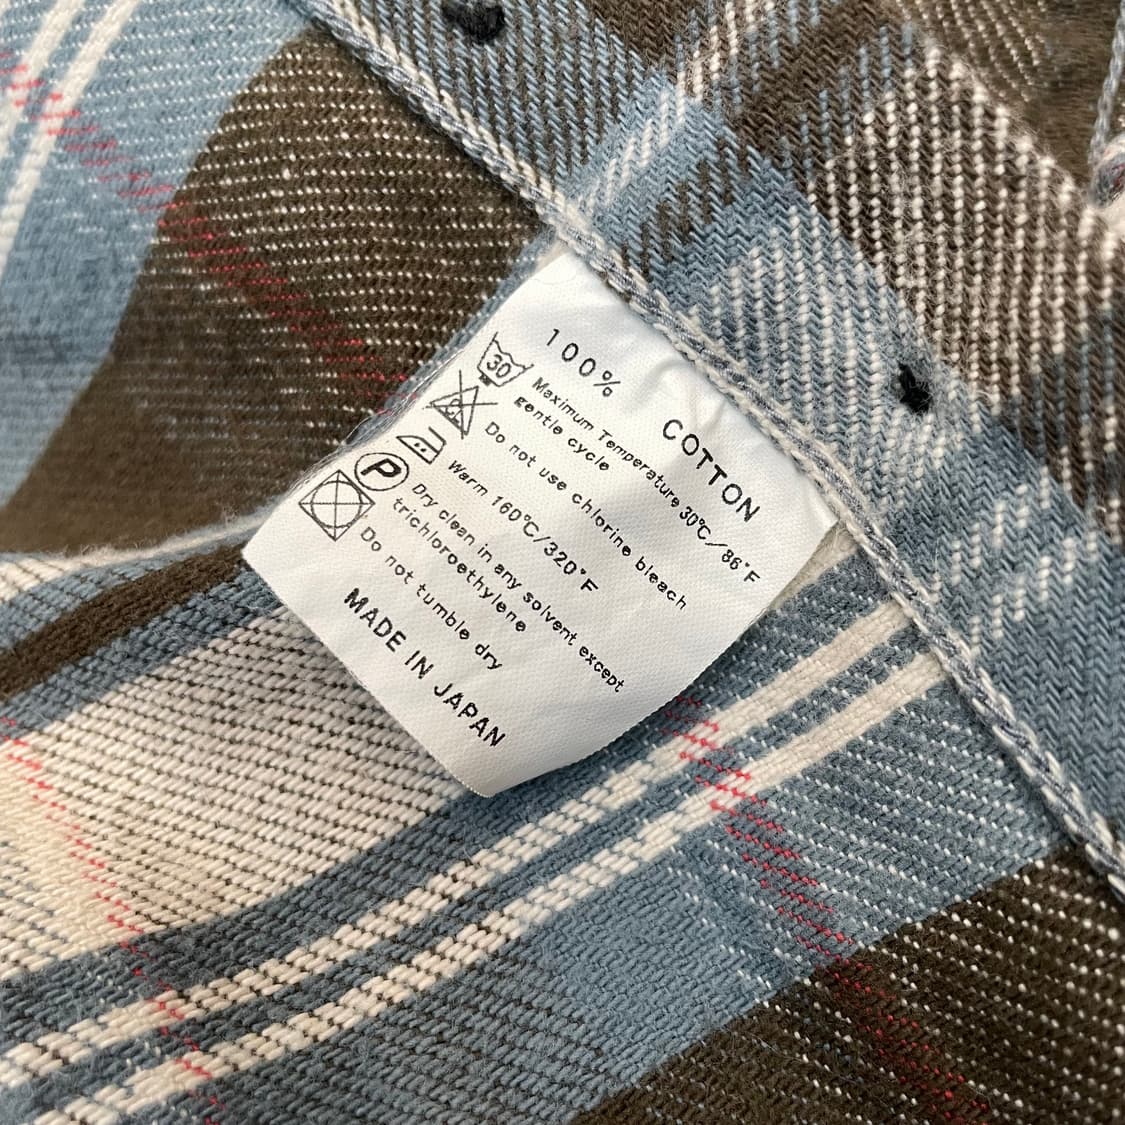 100% COTTON
30 Maximum Temperature 30℃/86°F
gentle cycle
Cl Do not use chlorine bleach
Warm 160℃/320°F
P Dry clean in any solvent except
trichloroethylene
Do not tumble dry
MADE IN JAPAN